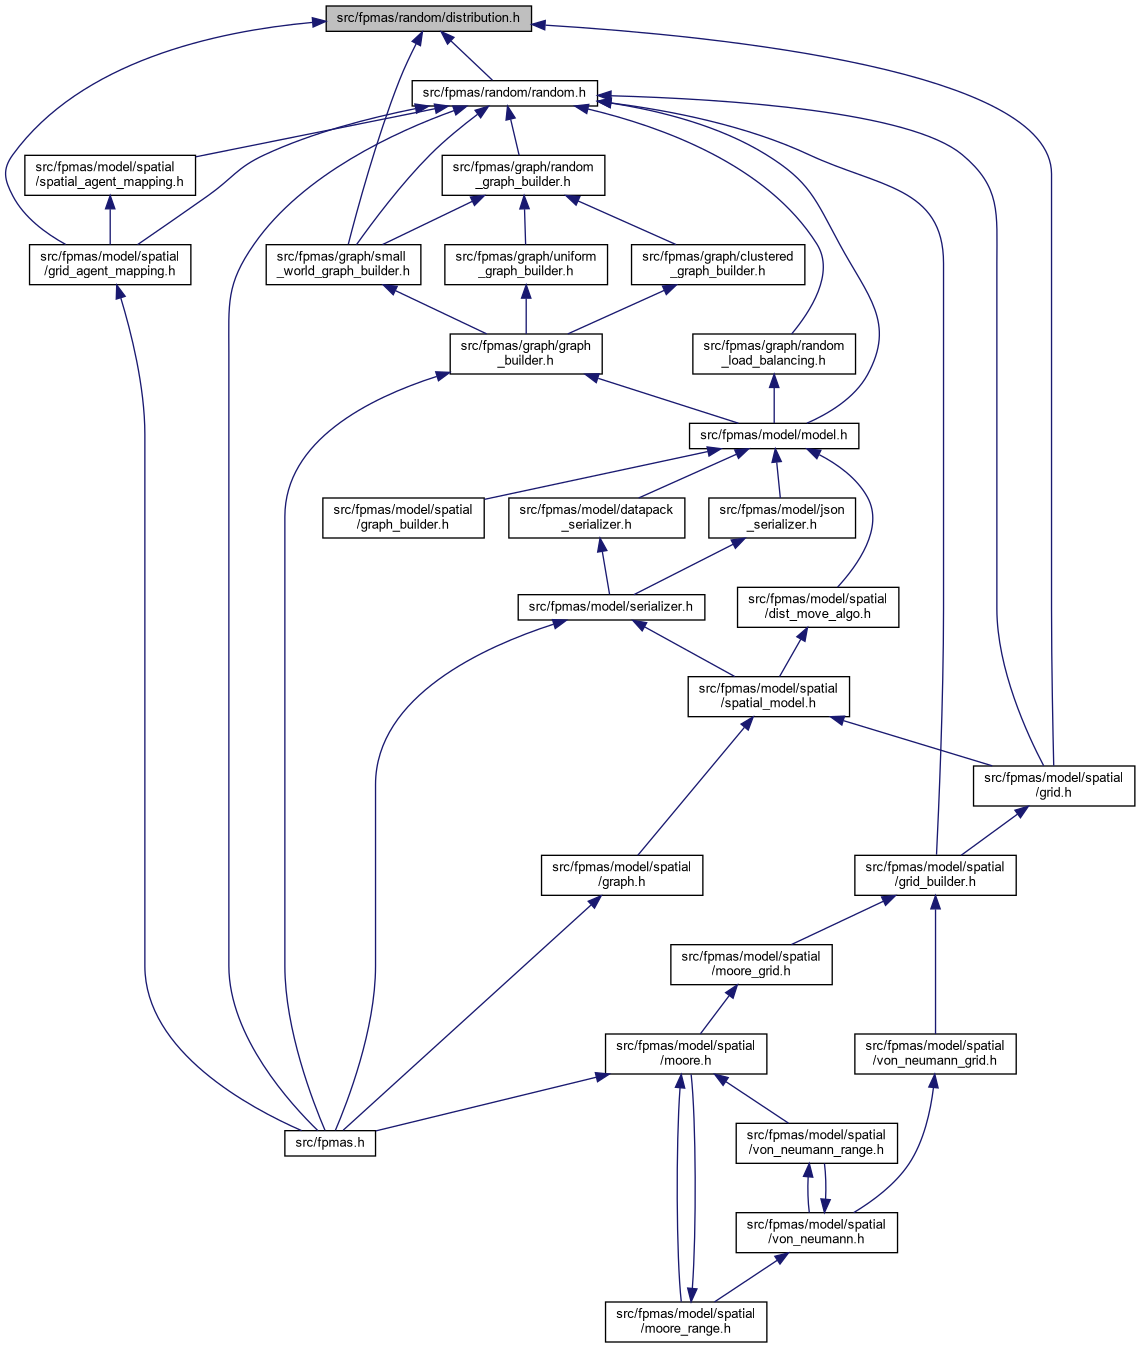 src/fpmas/random/distribution.h
src/fpmas/random/random.h
src/fpmas/model/spatial
/spatial_agent_mapping.h
src/fpmas/graph/random
_graph_builder.h
src/fpmas/model/spatial
/grid_agent_mapping.h
src/fpmas/graph/small
_world_graph_builder.h
src/fpmas/graph/uniform
_graph_builder.h
src/fpmas/graph/clustered
_graph_builder.h
src/fpmas/graph/graph
_builder.h
src/fpmas/graph/random
_load_balancing.h
src/fpmas/model/model.h
src/fpmas/model/spatial
/graph_builder.h
src/fpmas/model/datapack
_serializer.h
src/fpmas/model/json
_serializer.h
src/fpmas/model/serializer.h
src/fpmas/model/spatial
/dist_move_algo.h
src/fpmas/model/spatial
/spatial_model.h
src/fpmas/model/spatial
/grid.h
src/fpmas/model/spatial
/graph.h
src/fpmas/model/spatial
/grid_builder.h
src/fpmas/model/spatial
/moore_grid.h
src/fpmas/model/spatial
/moore.h
src/fpmas/model/spatial
/von_neumann_grid.h
src/fpmas.h
src/fpmas/model/spatial
/von_neumann_range.h
src/fpmas/model/spatial
/von_neumann.h
src/fpmas/model/spatial
/moore_range.h